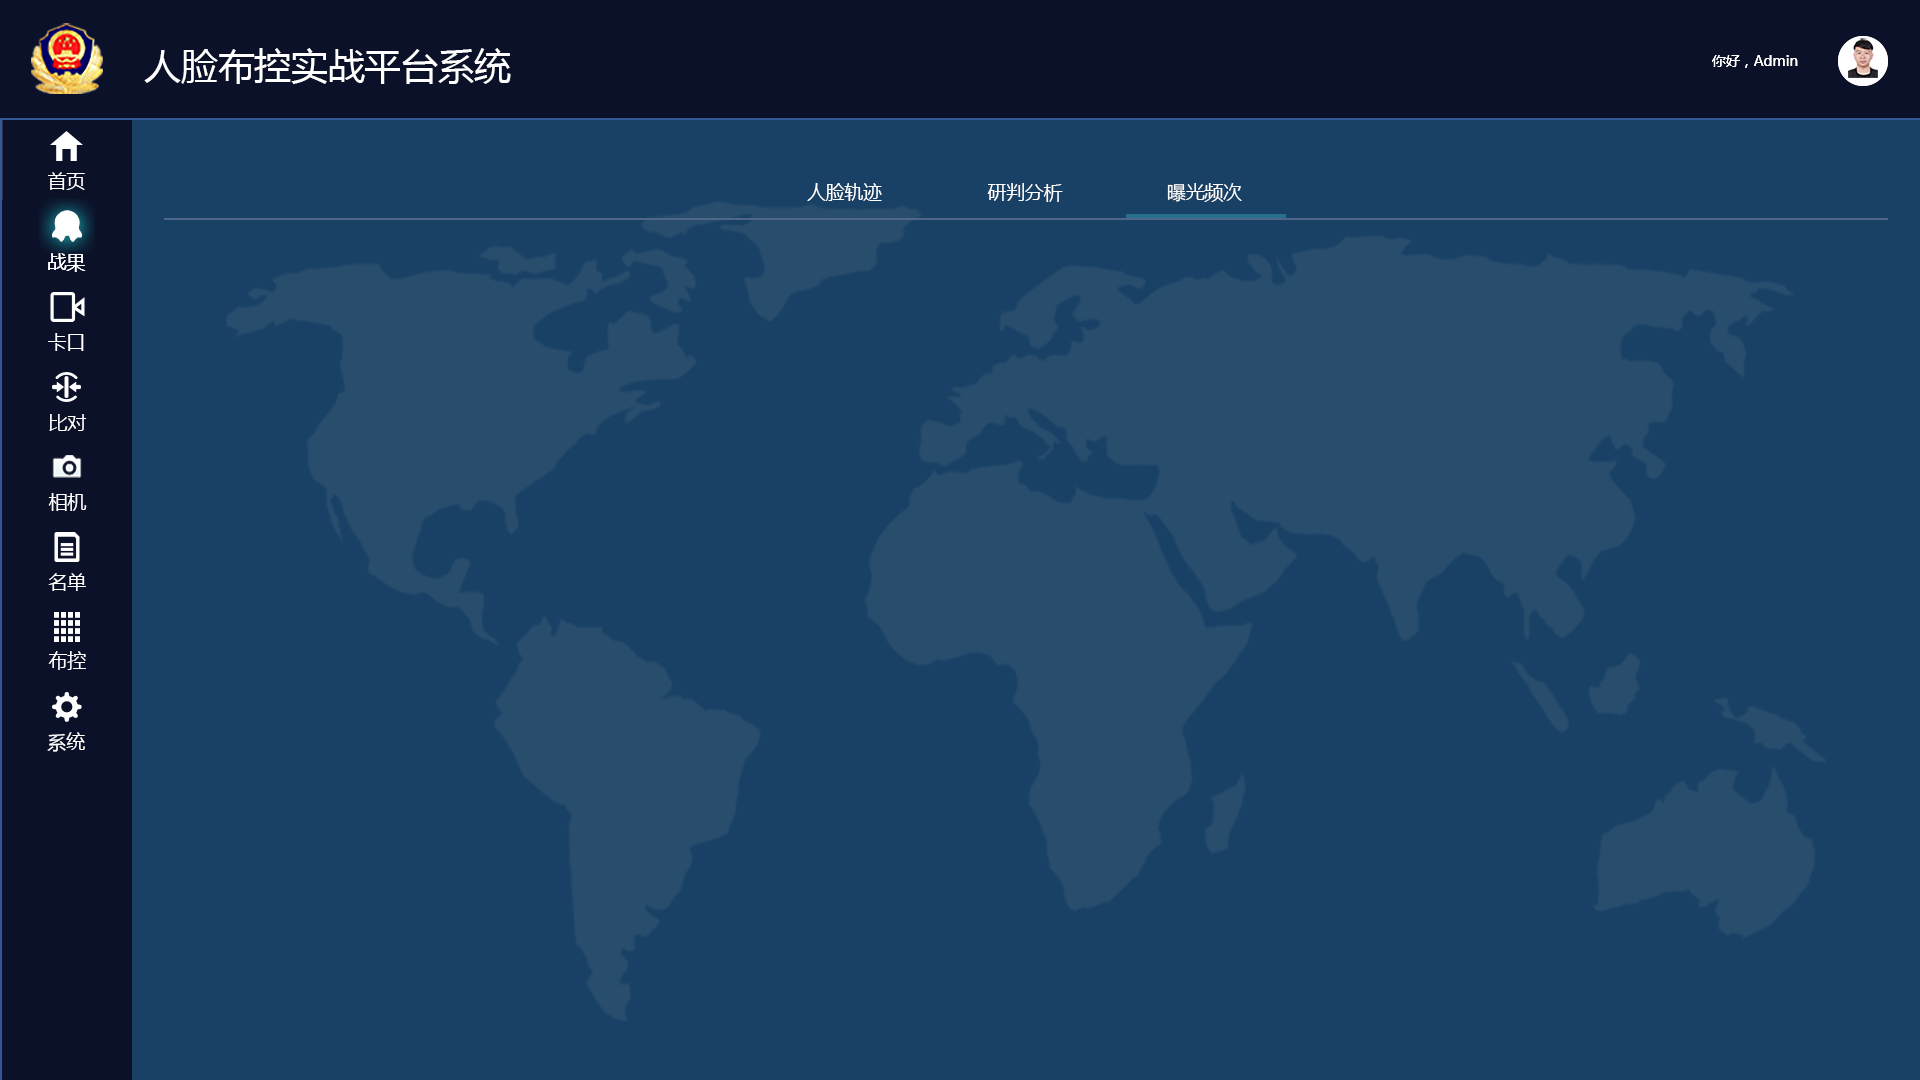 人脸布控实战平台系统
你好，Admin
首页
战果
卡口
比对
相机
名单
布控
系统
人脸轨迹
研判分析
曝光频次